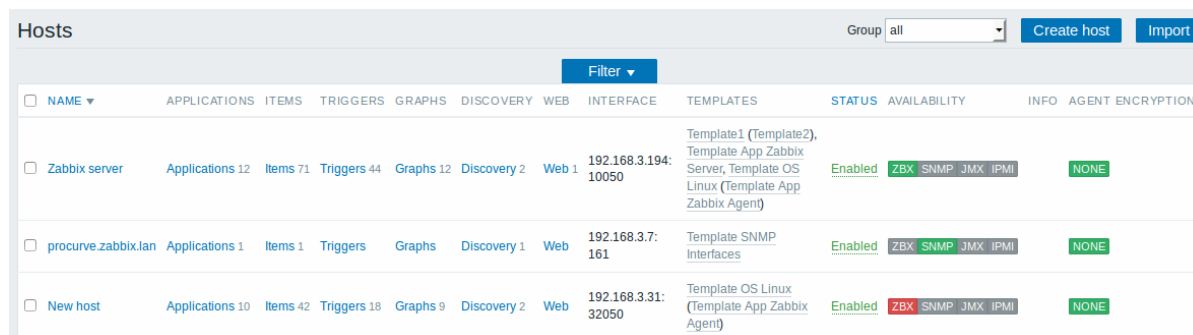 Hosts
Group all Create host Import
Filter ▼
NAME ▼ APPLICATIONS ITEMS TRIGGERS GRAPHS DISCOVERY WEB INTERFACE TEMPLATES STATUS AVAILABILITY INFO AGENT ENCRYPTION
Zabbix server Applications 12 Items 71 Triggers 44 Graphs 12 Discovery 2 Web 1 192.168.3.194: 10050 Template1 (Template2), Template App Zabbix Server, Template OS Linux (Template App Zabbix Agent) Enabled ZBX SNMP JMX IPMI NONE
procurve.zabbix.lan Applications 1 Items 1 Triggers Graphs Discovery 1 Web 192.168.3.7: 161 Template SNMP Interfaces Enabled ZBX SNMP JMX IPMI NONE
New host Applications 10 Items 42 Triggers 18 Graphs 9 Discovery 2 Web 192.168.3.31: 32050 Template OS Linux (Template App Zabbix Agent) Enabled ZBX SNMP JMX IPMI NONE